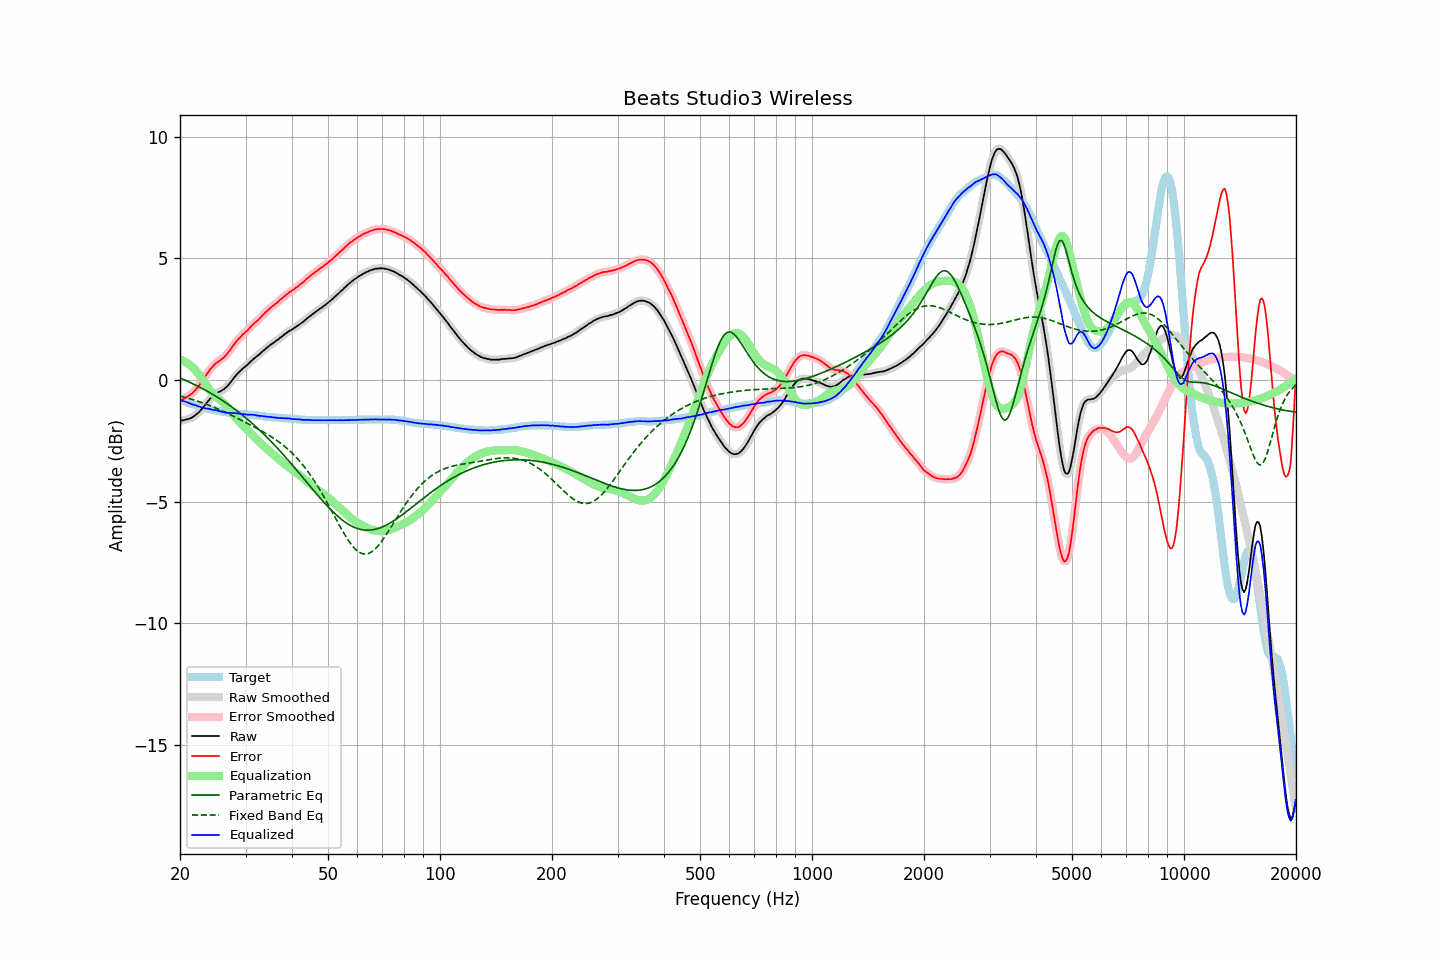 Beats Studio3 Wireless
Amplitude (dBr)
10
5
0
−5
−10
−15
Target
Raw Smoothed
Error Smoothed
Raw
Error
Equalization
Parametric Eq
Fixed Band Eq
Equalized
20 50 100 200 500 1000 2000 5000 10000 20000
Frequency (Hz)